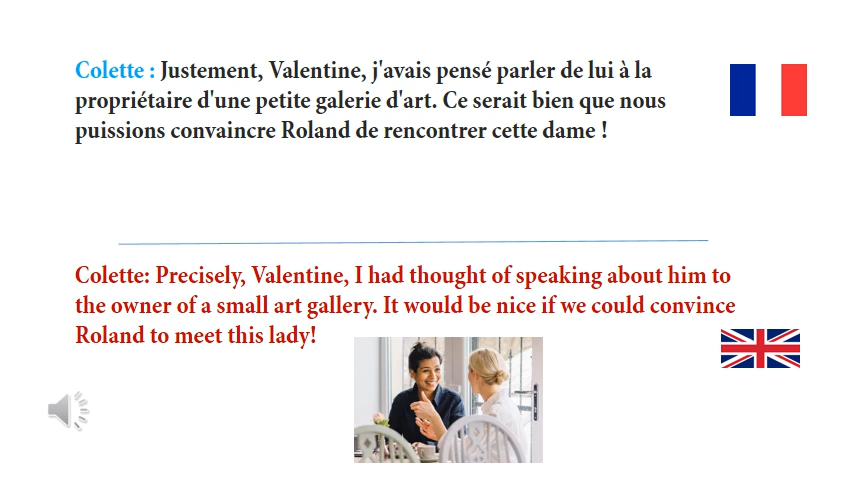 Colette : Justement, Valentine, j'avais pensé parler de lui à la
propriétaire d'une petite galerie d'art. Ce serait bien que nous
puissions convaincre Roland de rencontrer cette dame !
Colette: Precisely, Valentine, I had thought of speaking about him to
the owner of a small art gallery. It would be nice if we could convince
Roland to meet this lady!